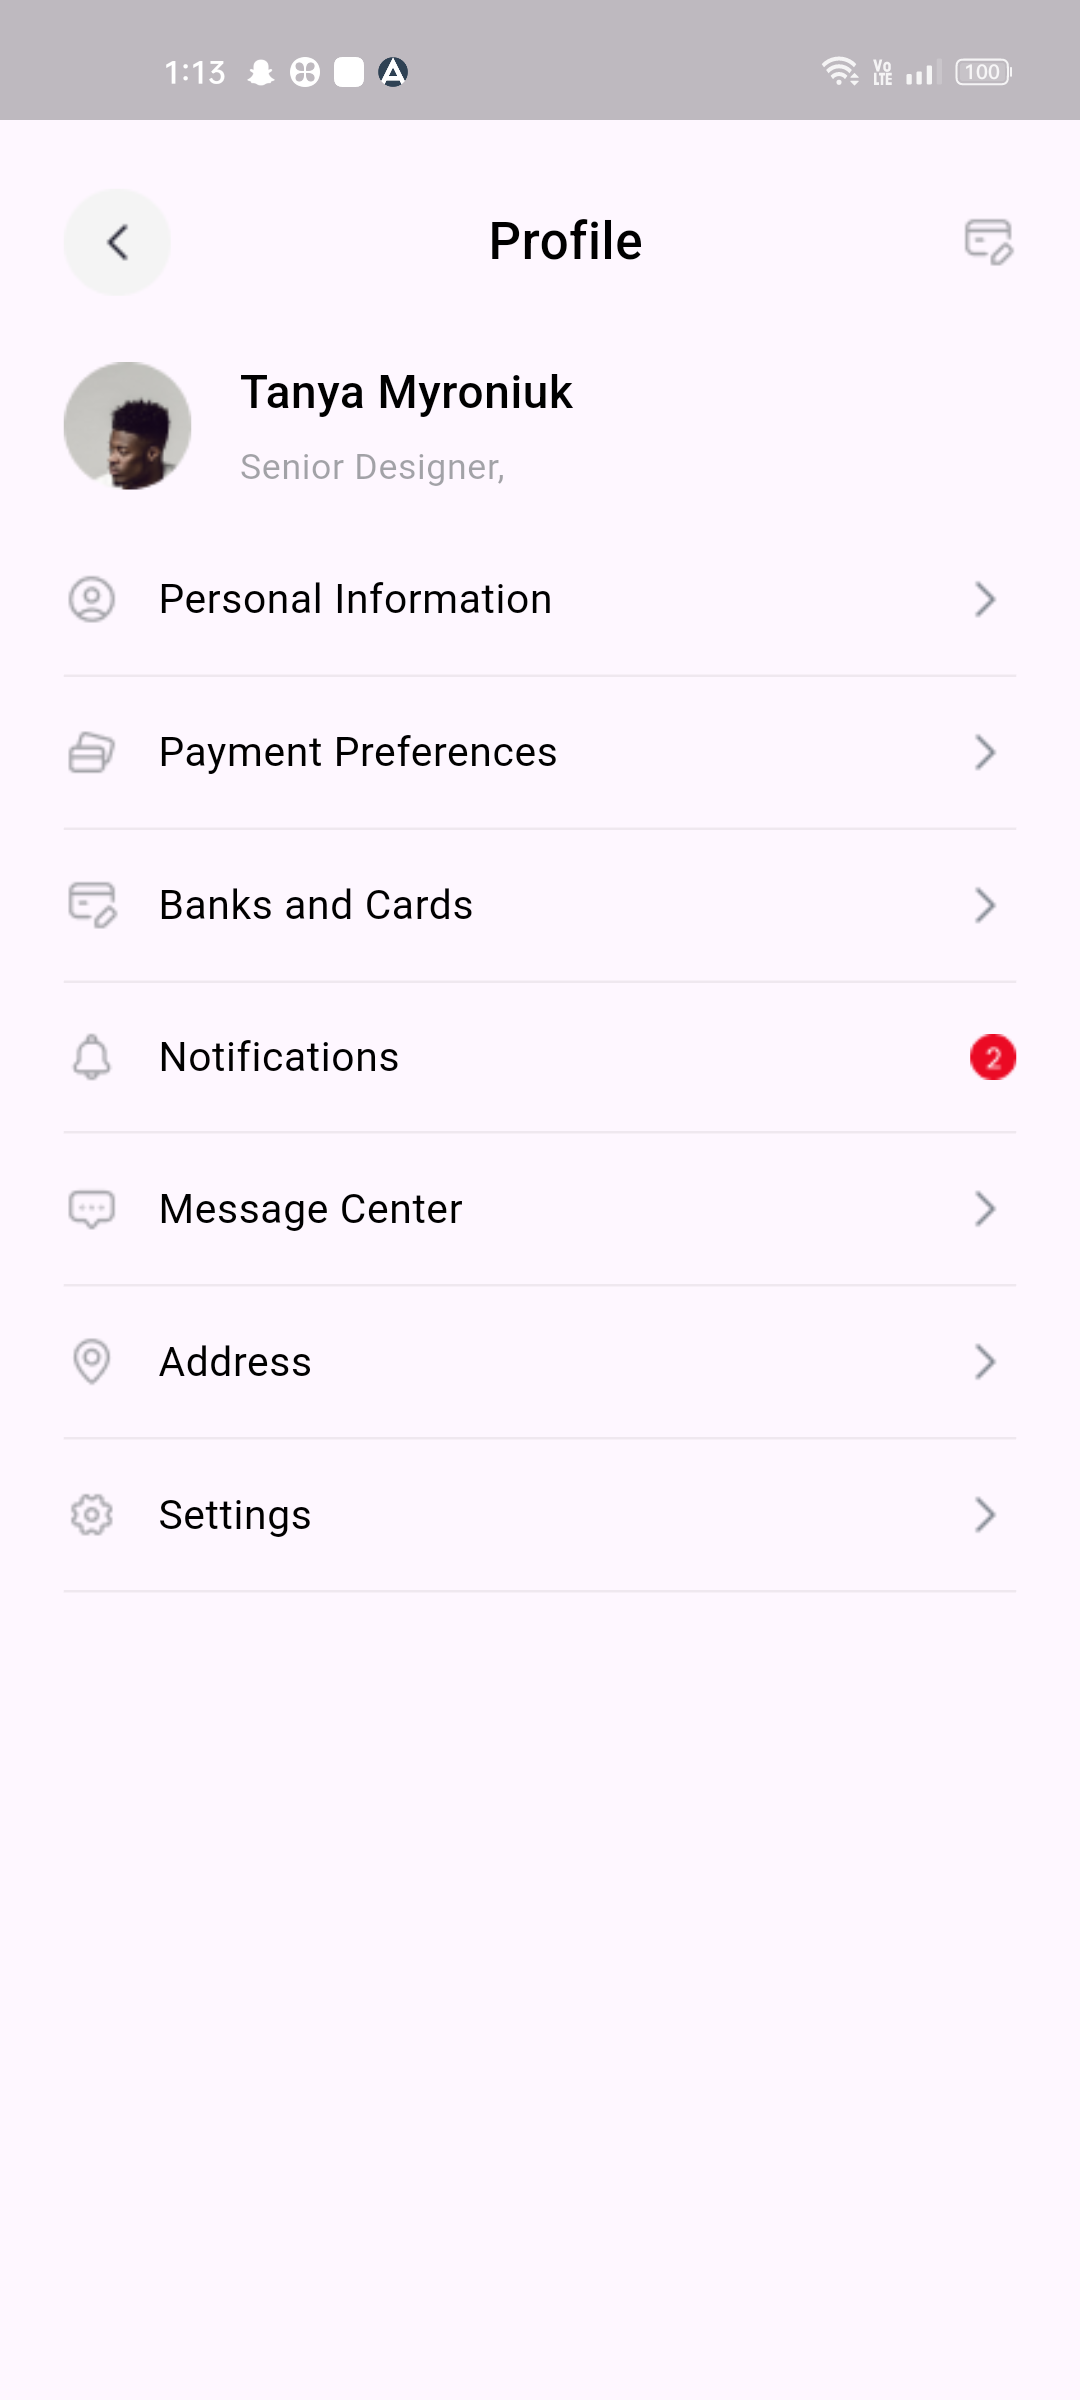 1:13
Vo
LTE
100
Profile
Tanya Myroniuk
Senior Designer,
Personal Information
Payment Preferences
Banks and Cards
Notifications
2
Message Center
Address
Settings